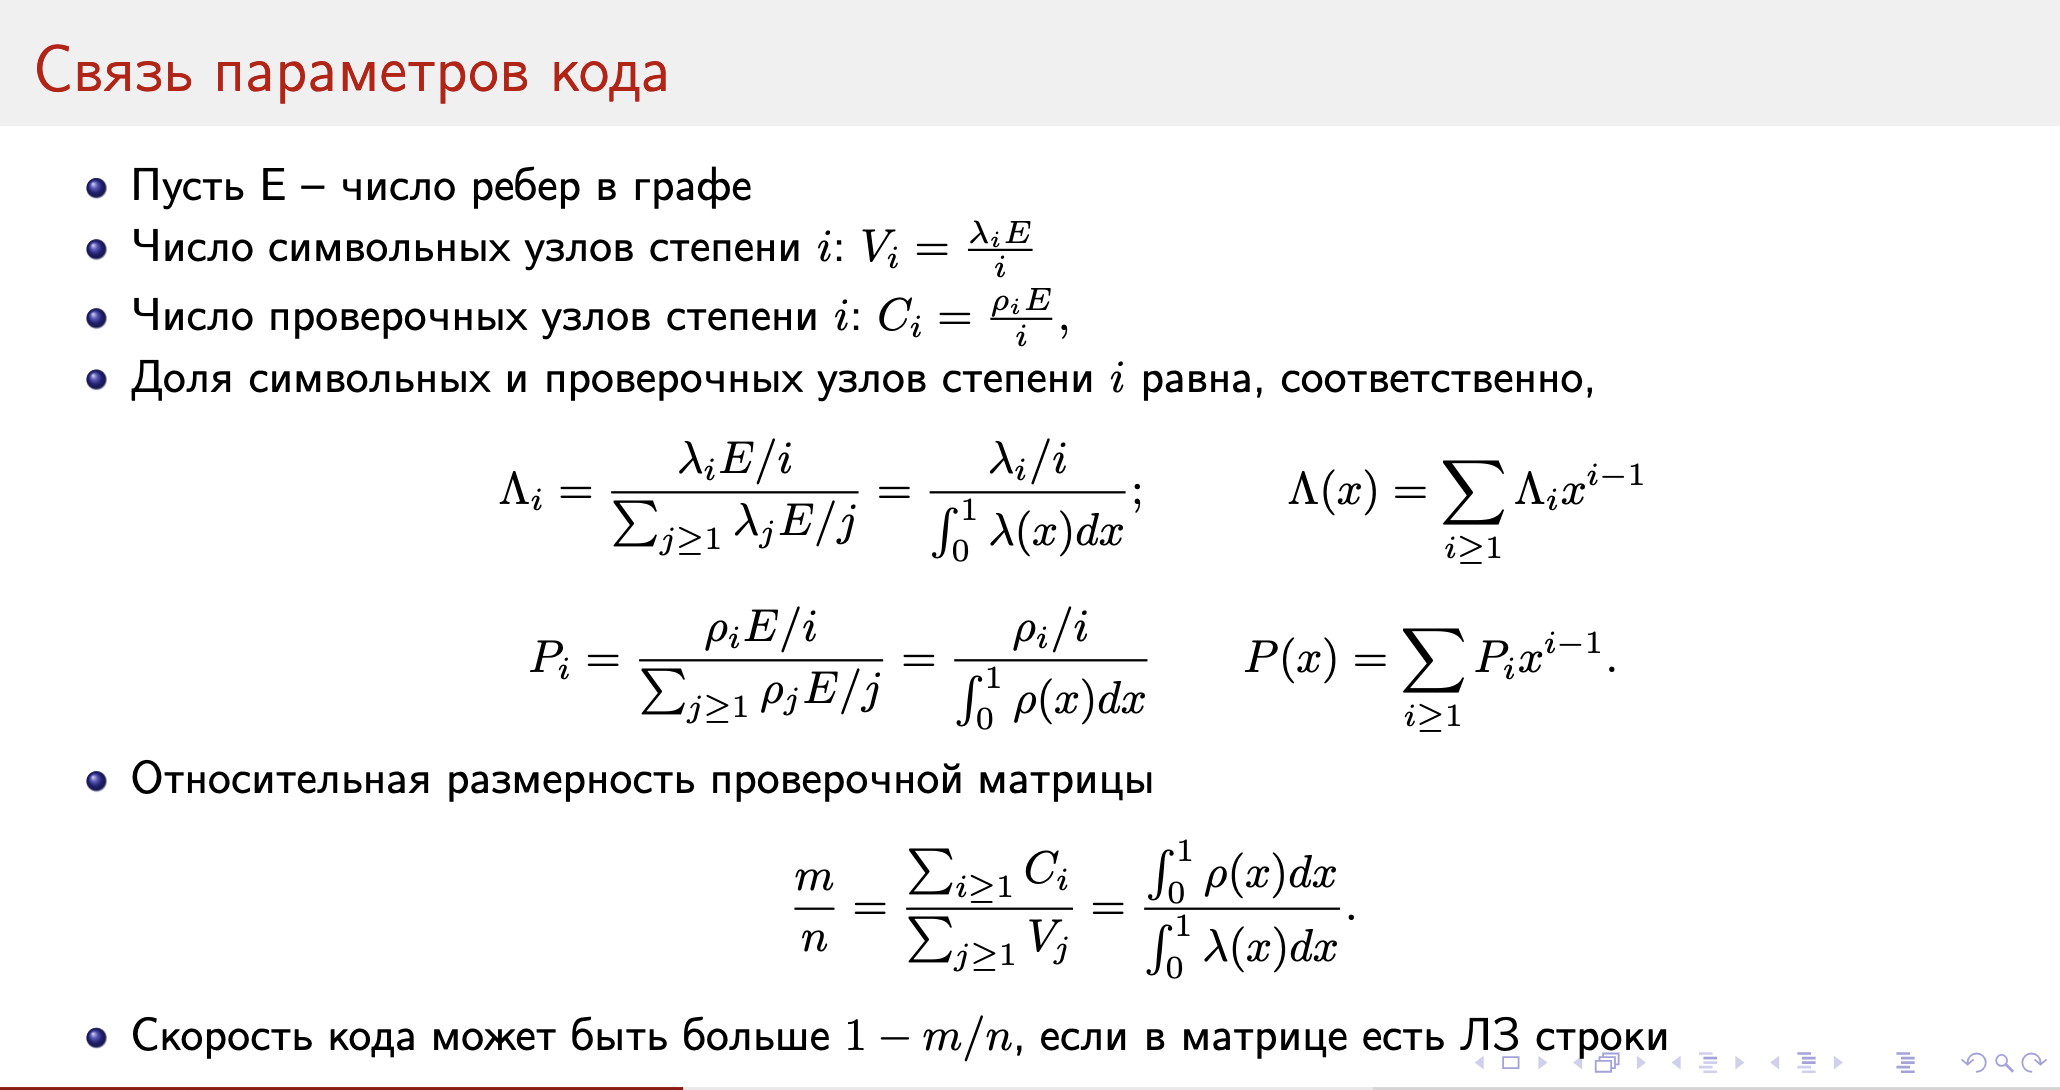 Связь параметров кода
Пусть E – число ребер в графе
Число символьных узлов степени $i$: $V_i = \frac{\lambda_i E}{i}$
Число проверочных узлов степени $i$: $C_i = \frac{\rho_i E}{i}$,
Доля символьных и проверочных узлов степени $i$ равна, соответственно,
$\Lambda_i = \frac{\lambda_i E/i}{\sum_{j\geq 1} \lambda_j E/j} = \frac{\lambda_i/i}{\int_0^1 \lambda(x)dx}; \quad \Lambda(x) = \sum_{i\geq 1} \Lambda_i x^{i-1}$
$P_i = \frac{\rho_i E/i}{\sum_{j\geq 1} \rho_j E/j} = \frac{\rho_i/i}{\int_0^1 \rho(x)dx} \quad P(x) = \sum_{i\geq 1} P_i x^{i-1}.$
Относительная размерность проверочной матрицы
$\frac{m}{n} = \frac{\sum_{i\geq 1} C_i}{\sum_{j\geq 1} V_j} = \frac{\int_0^1 \rho(x)dx}{\int_0^1 \lambda(x)dx}.$
Скорость кода может быть больше $1 - m/n$, если в матрице есть ЛЗ строки